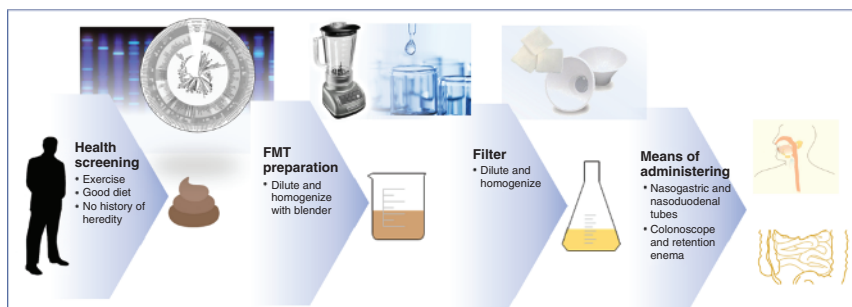 Health
screening
• Exercise
• Good diet
• No history of
heredity
FMT
preparation
• Dilute and
homogenize
with blender
Filter
• Dilute and
homogenize
Means of
administering
• Nasogastric and
nasoduodenal
tubes
• Colonoscope
and retention
enema